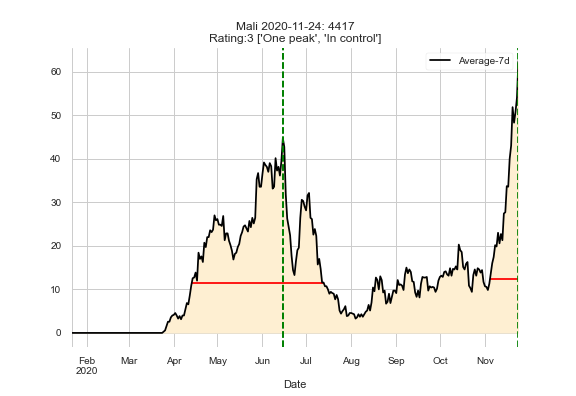 Mali 2020-11-24: 4417
Rating:3 ['One peak', 'In control']
Average-7d
60
50
40
30
20
10
0
Feb Mar Apr May Jun Jul Aug Sep Oct Nov
2020
Date